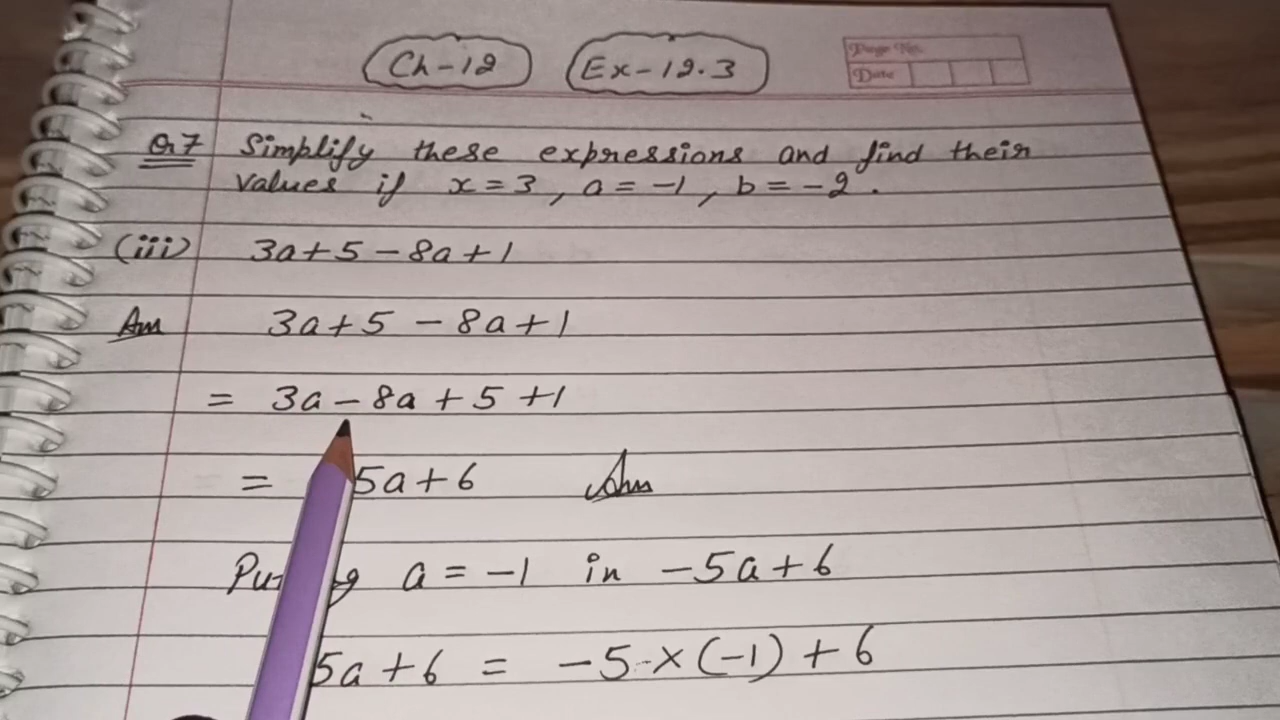 Ch-12 Ex-12.3
Page No.
Date
Q7 Simplify these expressions and find their
values if x = 3, a = -1, b = -2.
(iii) 3a+5-8a+1
Ans 3a+5-8a+1
= 3a-8a+5+1
= 5a+6 Ans
a = -1 in -5a+6
5a+6 = -5×(-1)+6